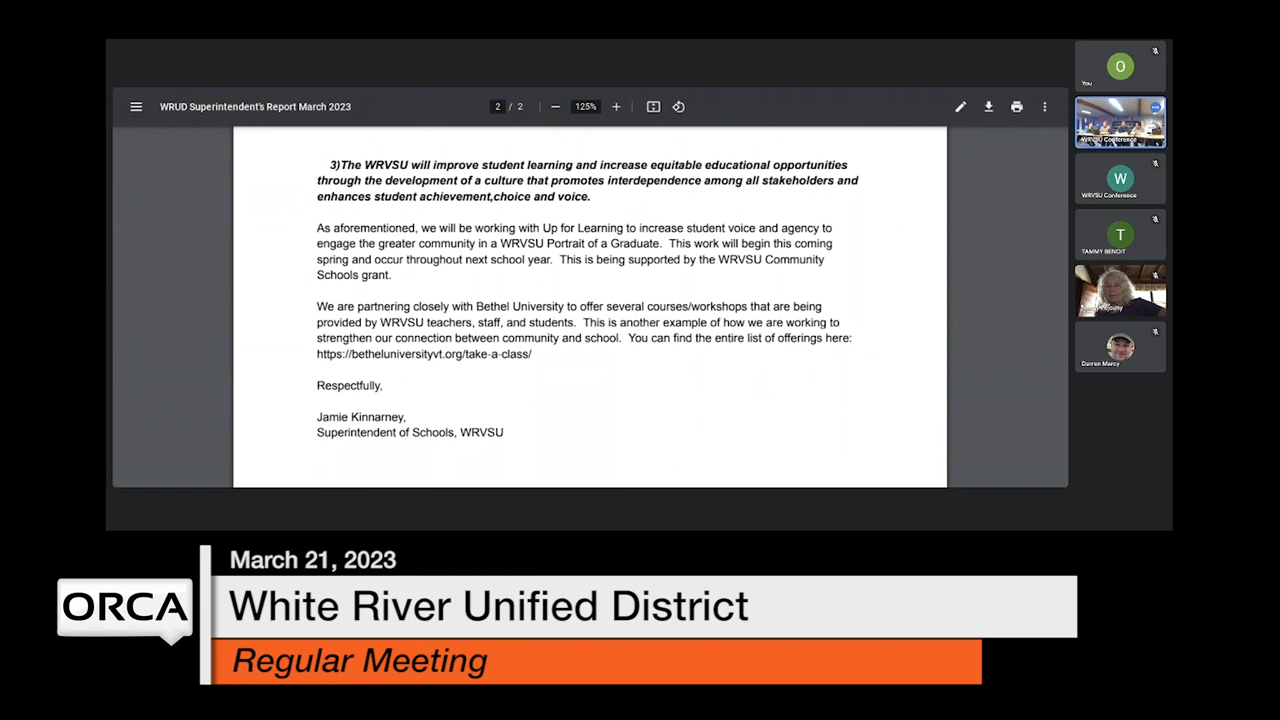 WRUD Superintendent's Report March 2023
2 / 2
125%
3)The WRVSU will improve student learning and increase equitable educational opportunities
through the development of a culture that promotes interdependence among all stakeholders and
enhances student achievement,choice and voice.
As aforementioned, we will be working with Up for Learning to increase student voice and agency to
engage the greater community in a WRVSU Portrait of a Graduate. This work will begin this coming
spring and occur throughout next school year. This is being supported by the WRVSU Community
Schools grant.
We are partnering closely with Bethel University to offer several courses/workshops that are being
provided by WRVSU teachers, staff, and students. This is another example of how we are working to
strengthen our connection between community and school. You can find the entire list of offerings here:
https://betheluniversityvt.org/take-a-class/
Respectfully,
Jamie Kinnarney,
Superintendent of Schools, WRVSU
O
You
WRVSU Conference
W
WRVSU Conference
T
TAMMY BENOIT
Darren Marcy
March 21, 2023
ORCA
White River Unified District
Regular Meeting